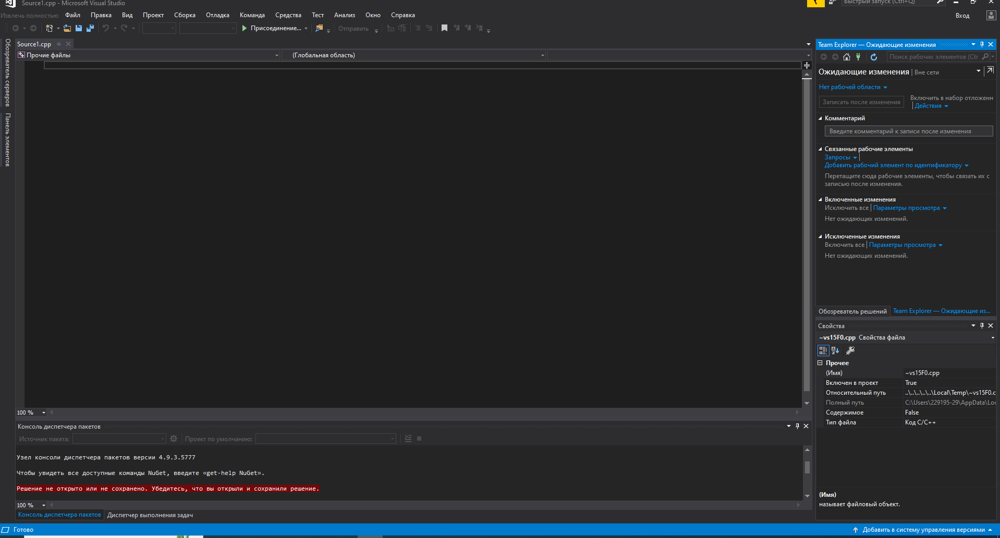 Source1.cpp - Microsoft Visual Studio
Быстрый запуск (Ctrl+Q)
Извлечь полностью
Файл Правка Вид Проект Сборка Отладка Команда Средства Тест Анализ Окно Справка
Вход
Присоединение...
Отправить
Обозреватель серверов
Панель элементов
Source1.cpp
Прочие файлы
(Глобальная область)
100 %
Консоль диспетчера пакетов
Источник пакета:
Проект по умолчанию:
Узел консоли диспетчера пакетов версии 4.9.3.5777
Чтобы увидеть все доступные команды NuGet, введите «get-help NuGet».
Решение не открыто или не сохранено. Убедитесь, что вы открыли и сохранили решение.
100 %
Консоль диспетчера пакетов Диспетчер выполнения задач
Team Explorer — Ожидающие изменения
Поиск рабочих элементов (Ctr
Ожидающие изменения | Вне сети
Нет рабочей области
Записать после изменения
Включить в набор отложенн
Действия
Комментарий
Введите комментарий к записи после изменения
Связанные рабочие элементы
Запросы
Добавить рабочий элемент по идентификатору
Перетащите сюда рабочие элементы, чтобы связать их с
записью после изменения.
Включенные изменения
Исключить все | Параметры просмотра
Нет ожидающих изменений.
Исключенные изменения
Включить все | Параметры просмотра
Нет ожидающих изменений.
Обозреватель решений Team Explorer — Ожидающие из...
Свойства
~vs15F0.cpp Свойства файла
Прочее
(Имя) ~vs15F0.cpp
Включен в проект True
Относительный путь ..\..\..\..\..\Local\Temp\~vs15F0.c
Полный путь C:\Users\229195-29\AppData\Loc
Содержимое False
Тип файла Код C/C++
(Имя)
называет файловый объект.
Готово
Добавить в систему управления версиями